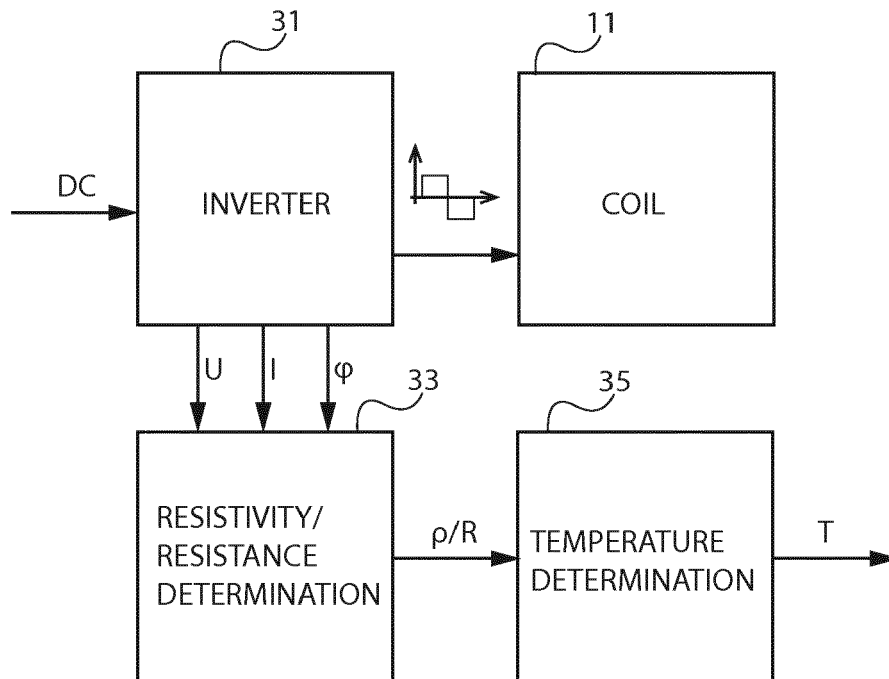 31
11
DC
INVERTER
COIL
U
I
φ
33
35
RESISTIVITY/
RESISTANCE
DETERMINATION
ρ/R
TEMPERATURE
DETERMINATION
T